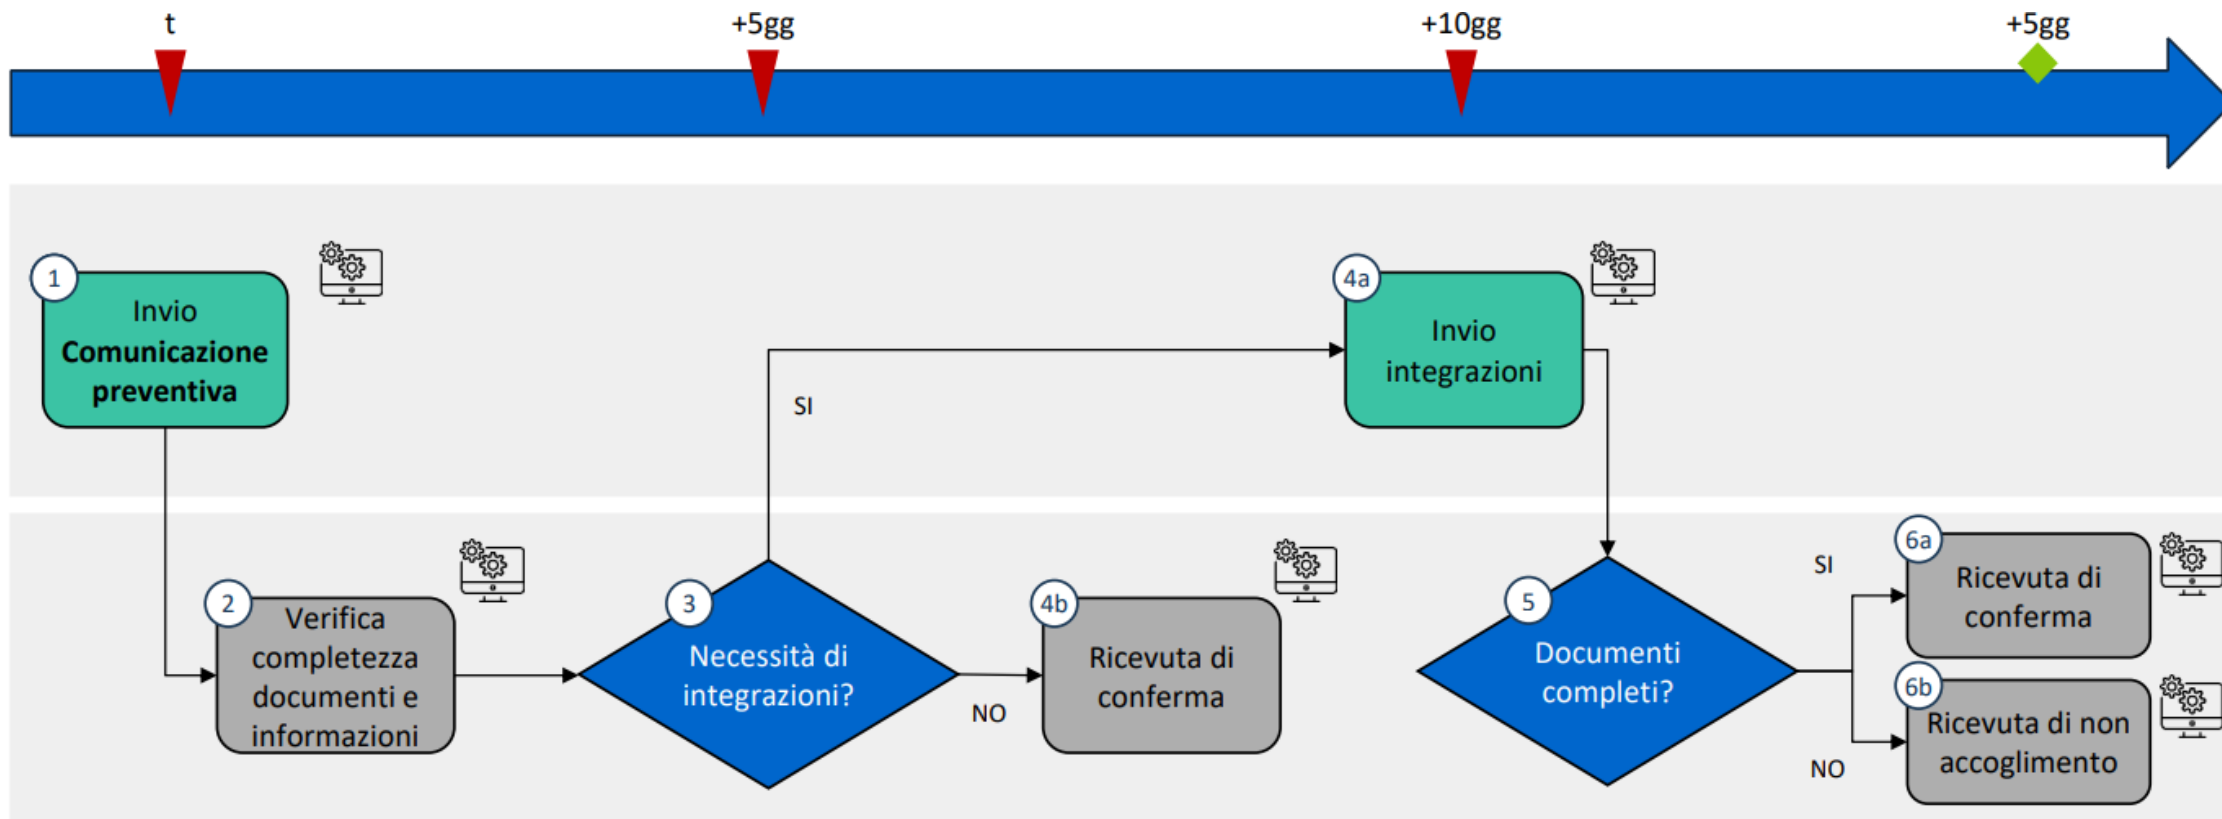 t
+5gg
+10gg
+5gg
1
Invio
Comunicazione
preventiva
4a
Invio
integrazioni
SI
2
Verifica
completezza
documenti e
informazioni
3
Necessità di
integrazioni?
NO
4b
Ricevuta di
conferma
5
Documenti
completi?
SI
6a
Ricevuta di
conferma
NO
6b
Ricevuta di non
accoglimento